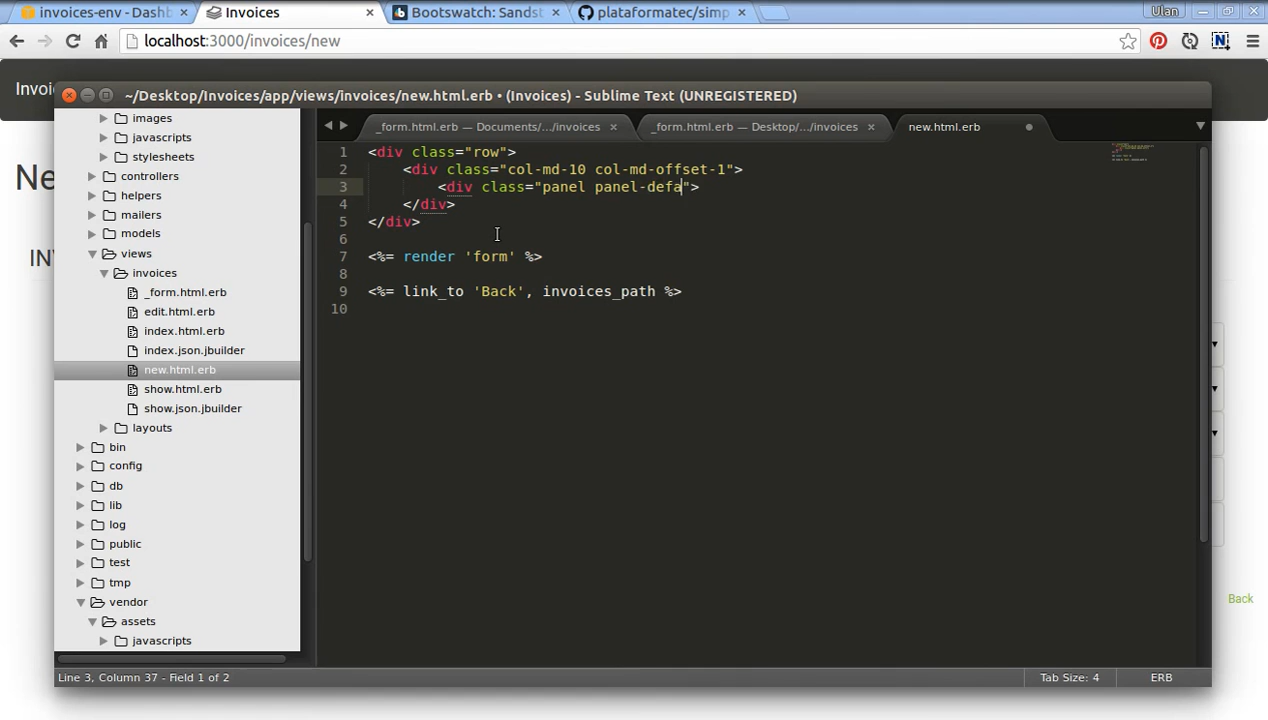 invoices-env - Dashb
Invoices
Bootswatch: Sandst
plataformatec/simp
Ulan
localhost:3000/invoices/new
Invoic
~/Desktop/Invoices/app/views/invoices/new.html.erb • (Invoices) - Sublime Text (UNREGISTERED)
images
javascripts
stylesheets
controllers
helpers
mailers
models
views
invoices
_form.html.erb
edit.html.erb
index.html.erb
index.json.jbuilder
new.html.erb
show.html.erb
show.json.jbuilder
layouts
bin
config
db
lib
log
public
test
tmp
vendor
assets
javascripts
_form.html.erb — Documents/.../invoices
_form.html.erb — Desktop/.../invoices
new.html.erb
1 <div class="row">
2 <div class="col-md-10 col-md-offset-1">
3 <div class="panel panel-defa">
4 </div>
5 </div>
6
7 <%= render 'form' %>
8
9 <%= link_to 'Back', invoices_path %>
10
Ne
IN
Back
Line 3, Column 37 - Field 1 of 2
Tab Size: 4
ERB